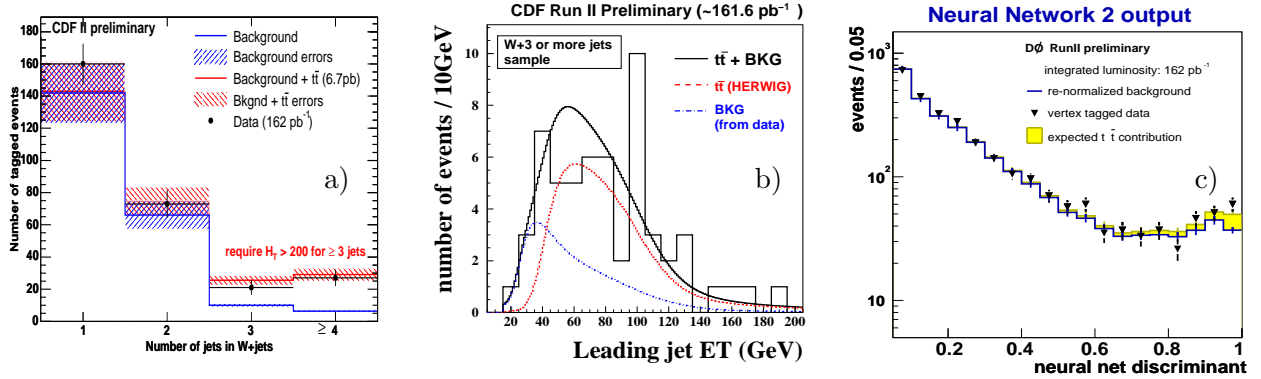 CDF II preliminary
Background
Background errors
Background + tt̄ (6.7pb)
Bkgnd + tt̄ errors
Data (162 pb⁻¹)
a)
require H_T > 200 for ≥ 3 jets
Number of tagged events
180
160
140
120
100
80
60
40
20
0
1
2
3
≥ 4
Number of jets in W+jets
CDF Run II Preliminary (~161.6 pb⁻¹)
W+3 or more jets
sample
tt̄ + BKG
tt̄ (HERWIG)
BKG
(from data)
b)
number of events / 10GeV
10
8
6
4
2
0
20
40
60
80
100
120
140
160
180
200
Leading jet ET (GeV)
Neural Network 2 output
DØ RunII preliminary
integrated luminosity: 162 pb⁻¹
re-normalized background
vertex tagged data
expected t t̄ contribution
c)
events / 0.05
10³
10²
10
0.2
0.4
0.6
0.8
1
neural net discriminant